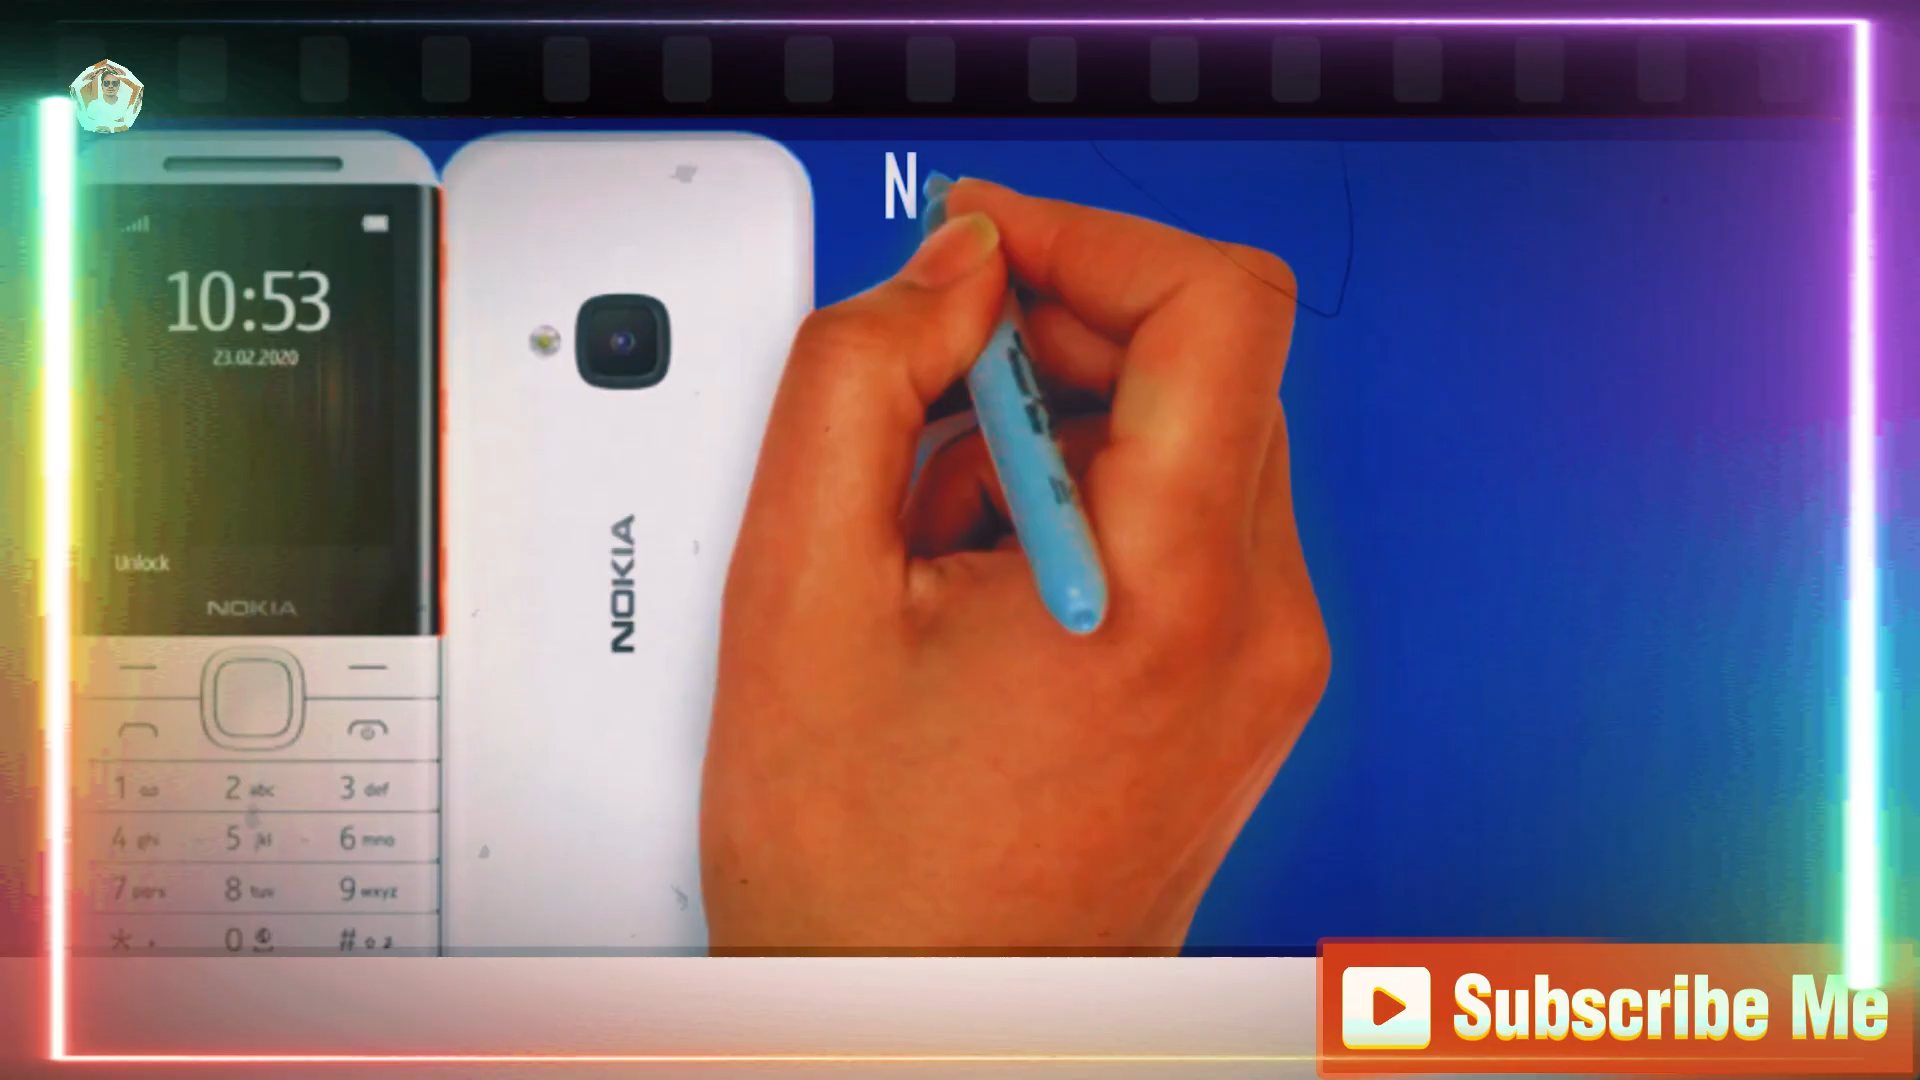 N
10:53
23.02.2020
Unlock
NOKIA
NOKIA
1
2 abc
3 def
4 ghi
5 jkl
6 mno
7 pqrs
8 tuv
9 wxyz
* 
0
#
Subscribe Me